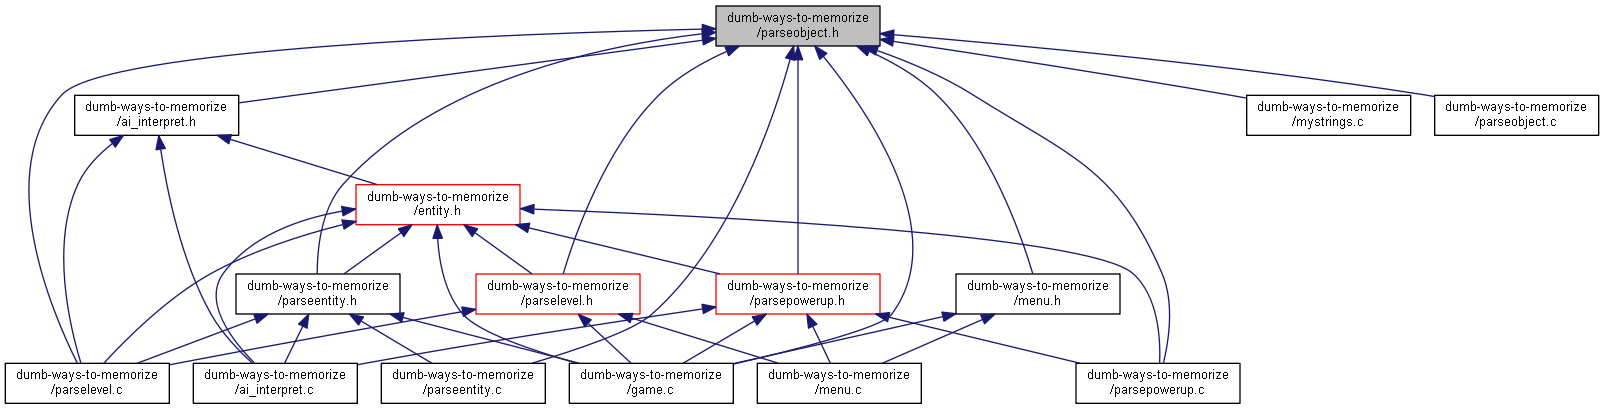 dumb-ways-to-memorize
/parseobject.h
dumb-ways-to-memorize
/ai_interpret.h
dumb-ways-to-memorize
/mystrings.c
dumb-ways-to-memorize
/parseobject.c
dumb-ways-to-memorize
/entity.h
dumb-ways-to-memorize
/parseentity.h
dumb-ways-to-memorize
/parselevel.h
dumb-ways-to-memorize
/parsepowerup.h
dumb-ways-to-memorize
/menu.h
dumb-ways-to-memorize
/parselevel.c
dumb-ways-to-memorize
/ai_interpret.c
dumb-ways-to-memorize
/parseentity.c
dumb-ways-to-memorize
/game.c
dumb-ways-to-memorize
/menu.c
dumb-ways-to-memorize
/parsepowerup.c